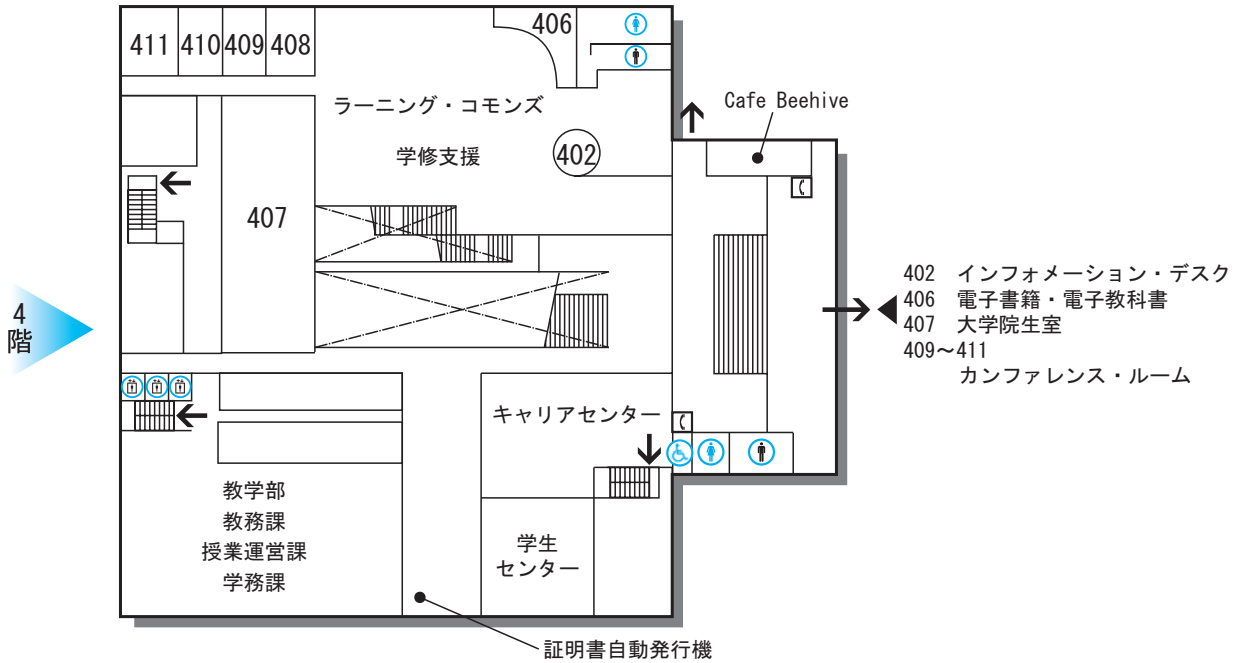 411
410
409
408
406
ラーニング・コモンズ
学修支援
402
Cafe Beehive
407
4
階
402 インフォメーション・デスク
406 電子書籍・電子教科書
407 大学院生室
409～411
カンファレンス・ルーム
キャリアセンター
教学部
教務課
授業運営課
学務課
学生
センター
証明書自動発行機